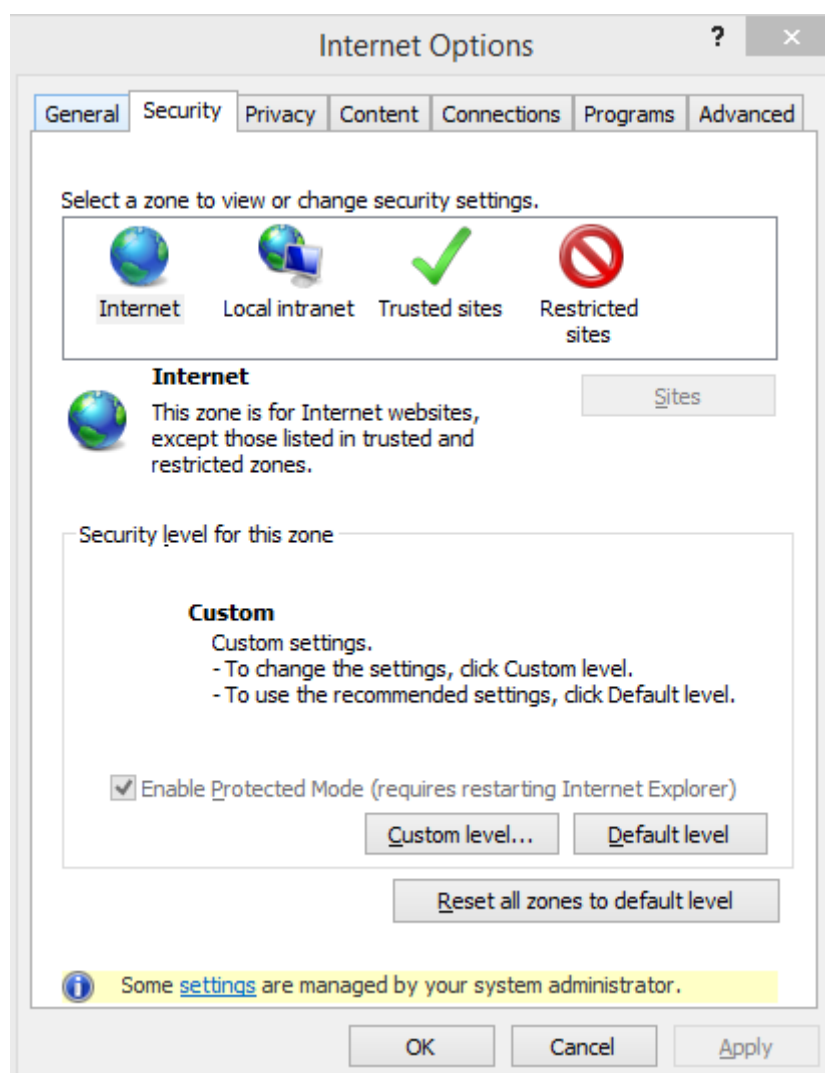 Internet Options
? ×
General Security Privacy Content Connections Programs Advanced
Select a zone to view or change security settings.
Internet Local intranet Trusted sites Restricted
sites
Internet
This zone is for Internet websites,
except those listed in trusted and
restricted zones.
Sites
Security level for this zone
Custom
Custom settings.
- To change the settings, click Custom level.
- To use the recommended settings, click Default level.
Enable Protected Mode (requires restarting Internet Explorer)
Custom level... Default level
Reset all zones to default level
Some settings are managed by your system administrator.
OK Cancel Apply